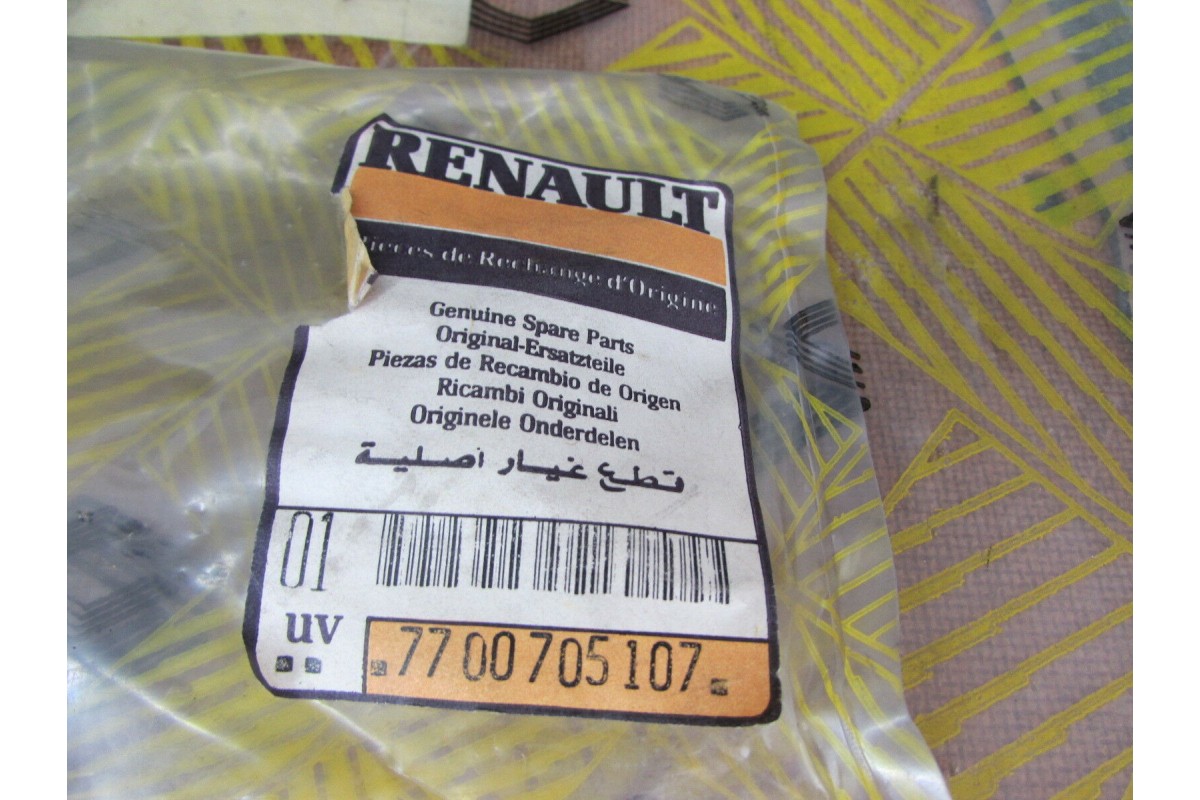 RENAULT
Pieces de Rechange d'Origine
Genuine Spare Parts
Original-Ersatzteile
Piezas de Recambio de Origen
Ricambi Originali
Originele Onderdelen
قطع غيار أصلية
01
uv
7700705107